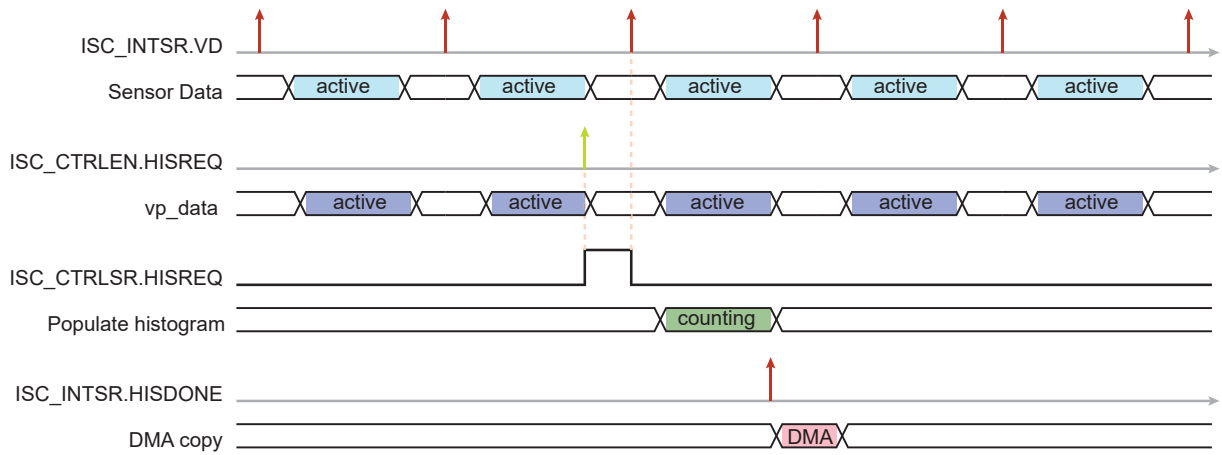 ISC_INTSR.VD
Sensor Data active active active active active
ISC_CTRLEN.HISREQ
vp_data active active active active active
ISC_CTRLSR.HISREQ
Populate histogram counting
ISC_INTSR.HISDONE
DMA copy DMA